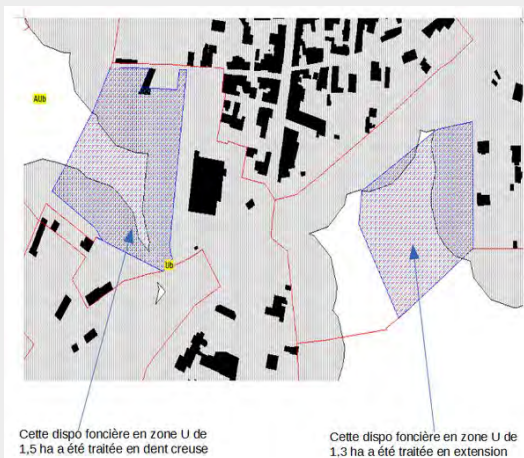 AUb
Ub
Cette dispo foncière en zone U de
1,5 ha a été traitée en dent creuse
Cette dispo foncière en zone U de
1,3 ha a été traitée en extension